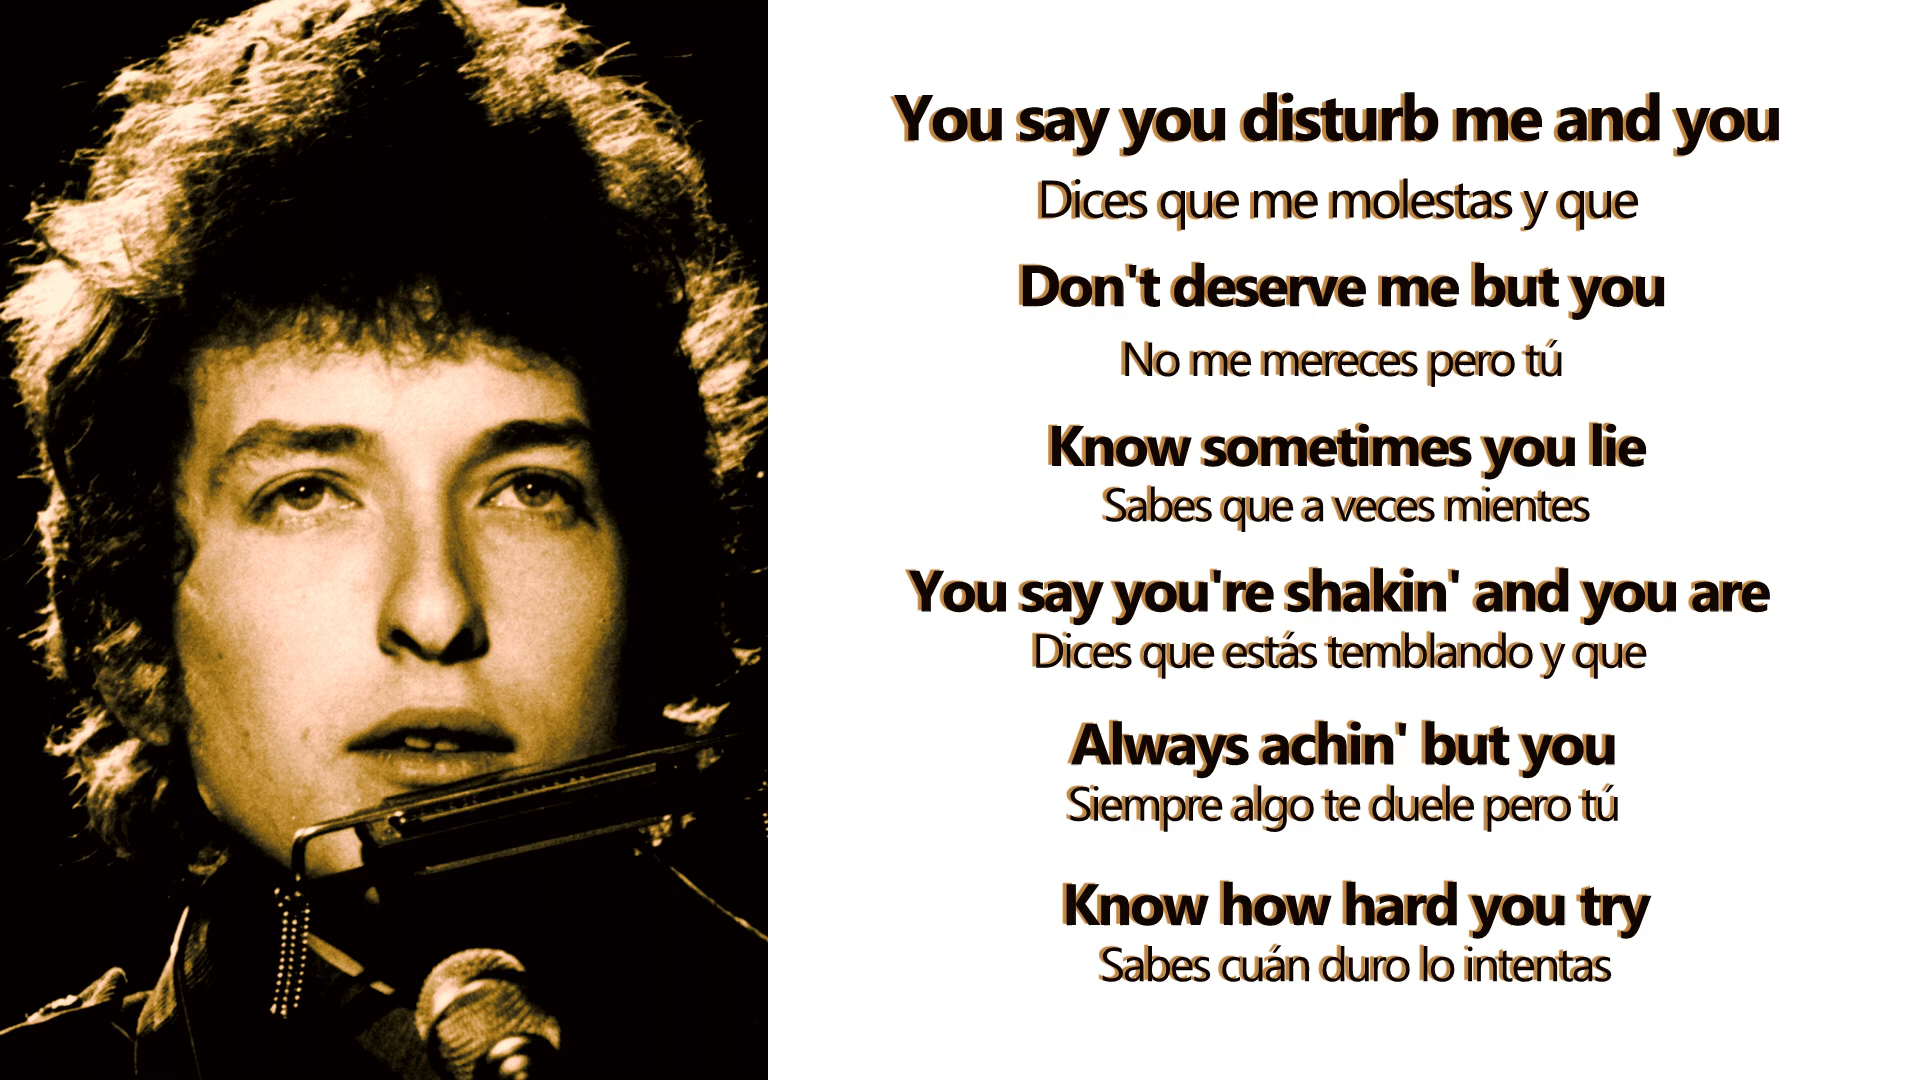 You say you disturb me and you
Dices que me molestas y que
Don't deserve me but you
No me mereces pero tú
Know sometimes you lie
Sabes que a veces mientes
You say you're shakin' and you are
Dices que estás temblando y que
Always achin' but you
Siempre algo te duele pero tú
Know how hard you try
Sabes cuán duro lo intentas